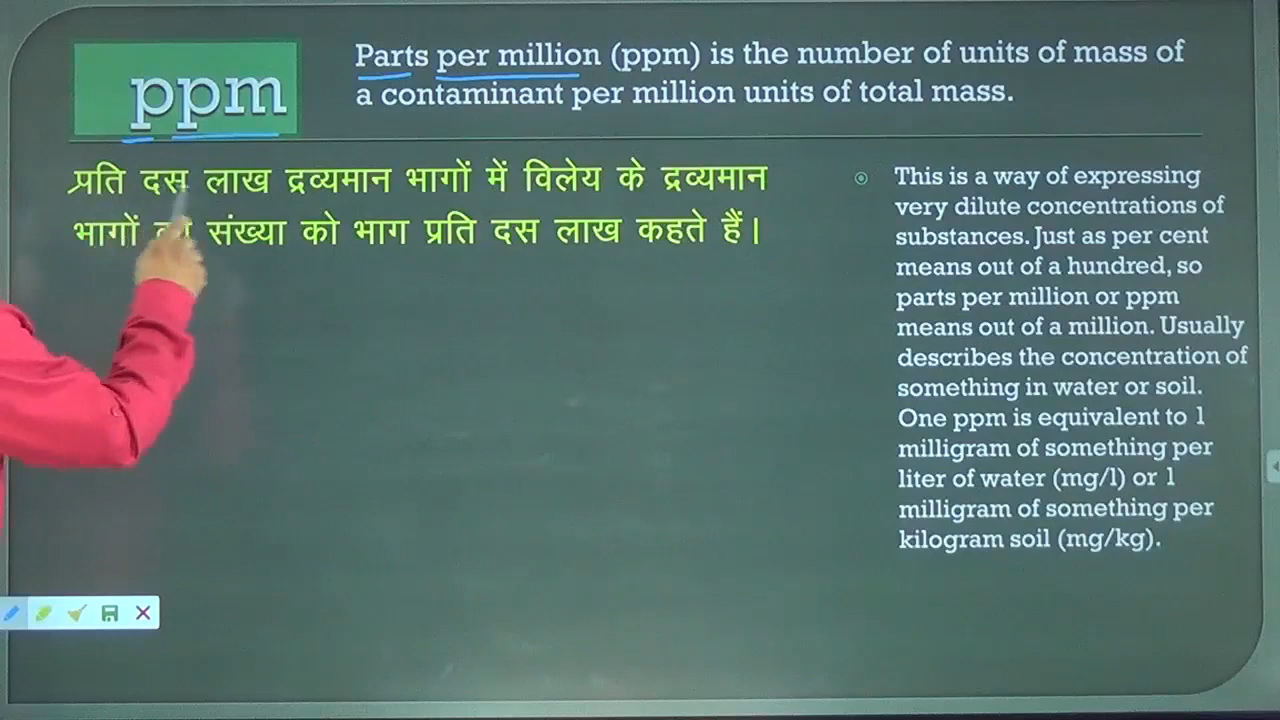 ppm
Parts per million (ppm) is the number of units of mass of
a contaminant per million units of total mass.
प्रति दस लाख द्रव्यमान भागों में विलेय के द्रव्यमान
भागों संख्या को भाग प्रति दस लाख कहते हैं।
This is a way of expressing
very dilute concentrations of
substances. Just as per cent
means out of a hundred, so
parts per million or ppm
means out of a million. Usually
describes the concentration of
something in water or soil.
One ppm is equivalent to 1
milligram of something per
liter of water (mg/l) or 1
milligram of something per
kilogram soil (mg/kg).